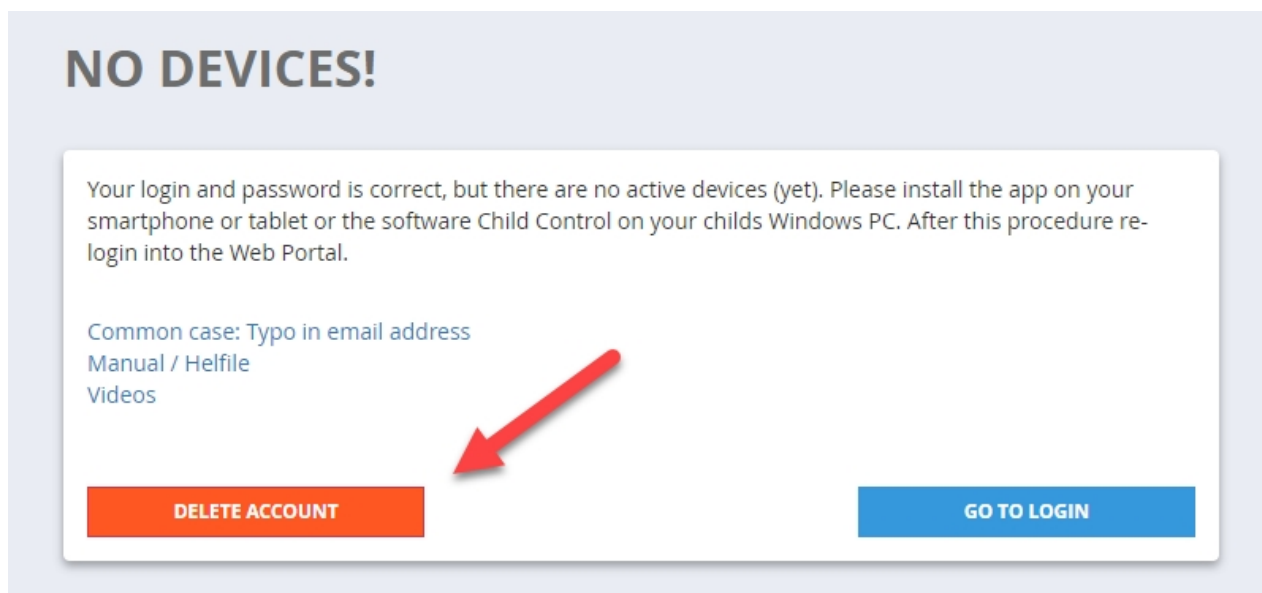 NO DEVICES!
Your login and password is correct, but there are no active devices (yet). Please install the app on your
smartphone or tablet or the software Child Control on your childs Windows PC. After this procedure re-
login into the Web Portal.
Common case: Typo in email address
Manual / Helfile
Videos
DELETE ACCOUNT
GO TO LOGIN